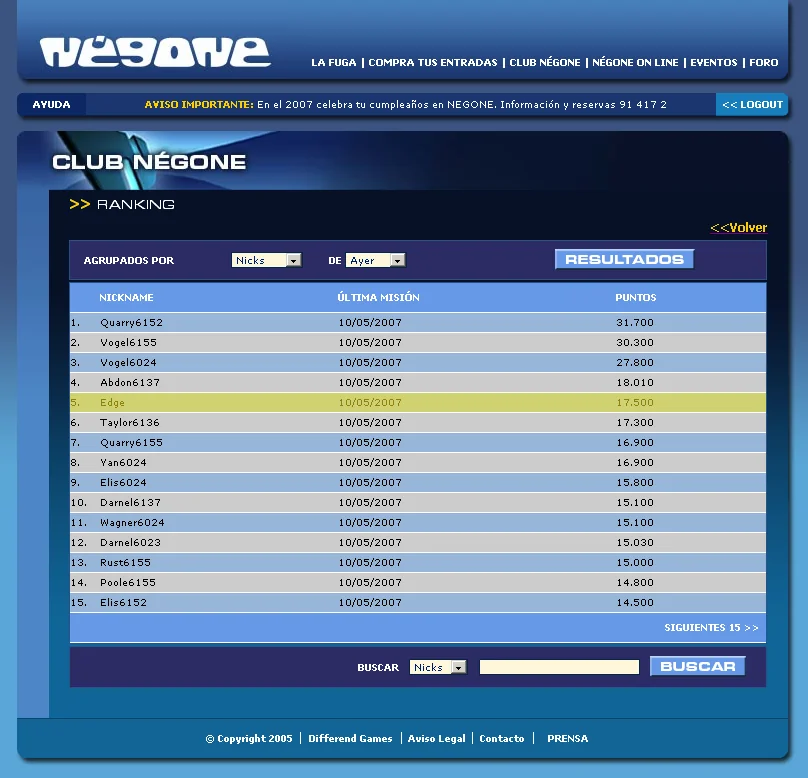 NÉGONE
LA FUGA | COMPRA TUS ENTRADAS | CLUB NÉGONE | NÉGONE ON LINE | EVENTOS | FORO
AYUDA AVISO IMPORTANTE: En el 2007 celebra tu cumpleaños en NEGONE. Información y reservas 91 417 2 << LOGOUT
CLUB NÉGONE
>> RANKING
<<Volver
AGRUPADOS POR Nicks DE Ayer RESULTADOS
NICKNAME ÚLTIMA MISIÓN PUNTOS
1. Quarry6152 10/05/2007 31.700
2. Vogel6155 10/05/2007 30.300
3. Vogel6024 10/05/2007 27.800
4. Abdon6137 10/05/2007 18.010
5. Edge 10/05/2007 17.500
6. Taylor6136 10/05/2007 17.300
7. Quarry6155 10/05/2007 16.900
8. Yan6024 10/05/2007 16.900
9. Elis6024 10/05/2007 15.800
10. Darnel6137 10/05/2007 15.100
11. Wagner6024 10/05/2007 15.100
12. Darnel6023 10/05/2007 15.030
13. Rust6155 10/05/2007 15.000
14. Poole6155 10/05/2007 14.800
15. Elis6152 10/05/2007 14.500
SIGUIENTES 15 >>
BUSCAR Nicks BUSCAR
© Copyright 2005 | Differend Games | Aviso Legal | Contacto | PRENSA